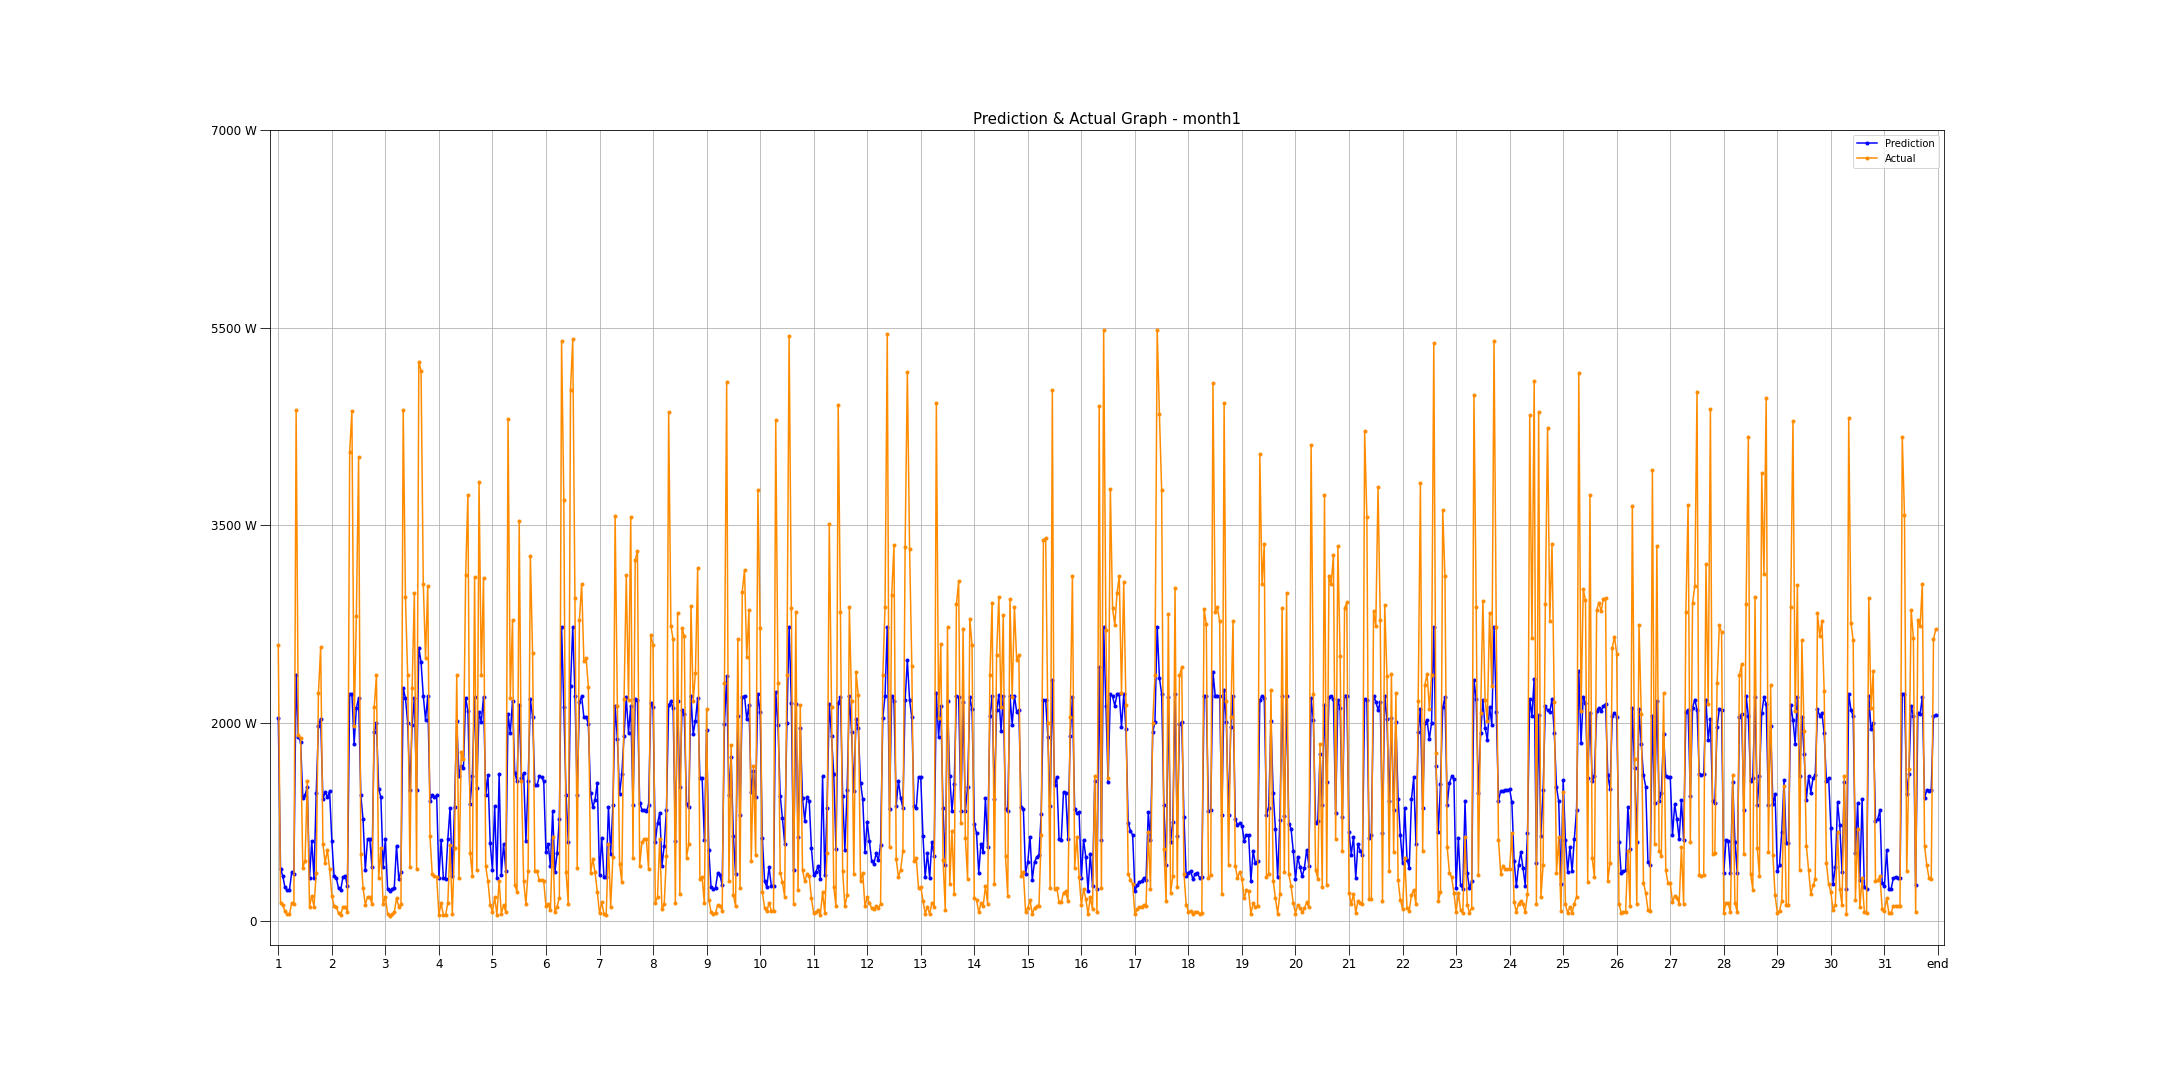 Prediction & Actual Graph - month1
7000 W
5500 W
3500 W
2000 W
0
Prediction
Actual
1 2 3 4 5 6 7 8 9 10 11 12 13 14 15 16 17 18 19 20 21 22 23 24 25 26 27 28 29 30 31 end